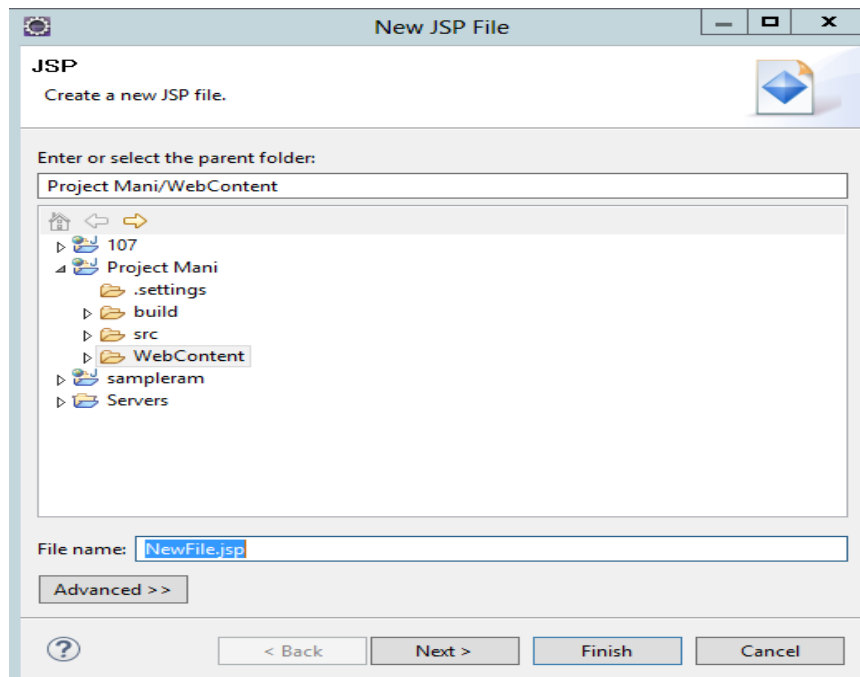 New JSP File
JSP
Create a new JSP file.
Enter or select the parent folder:
Project Mani/WebContent
107
Project Mani
.settings
build
src
WebContent
sampleram
Servers
File name: NewFile.jsp
Advanced >>
? < Back Next > Finish Cancel